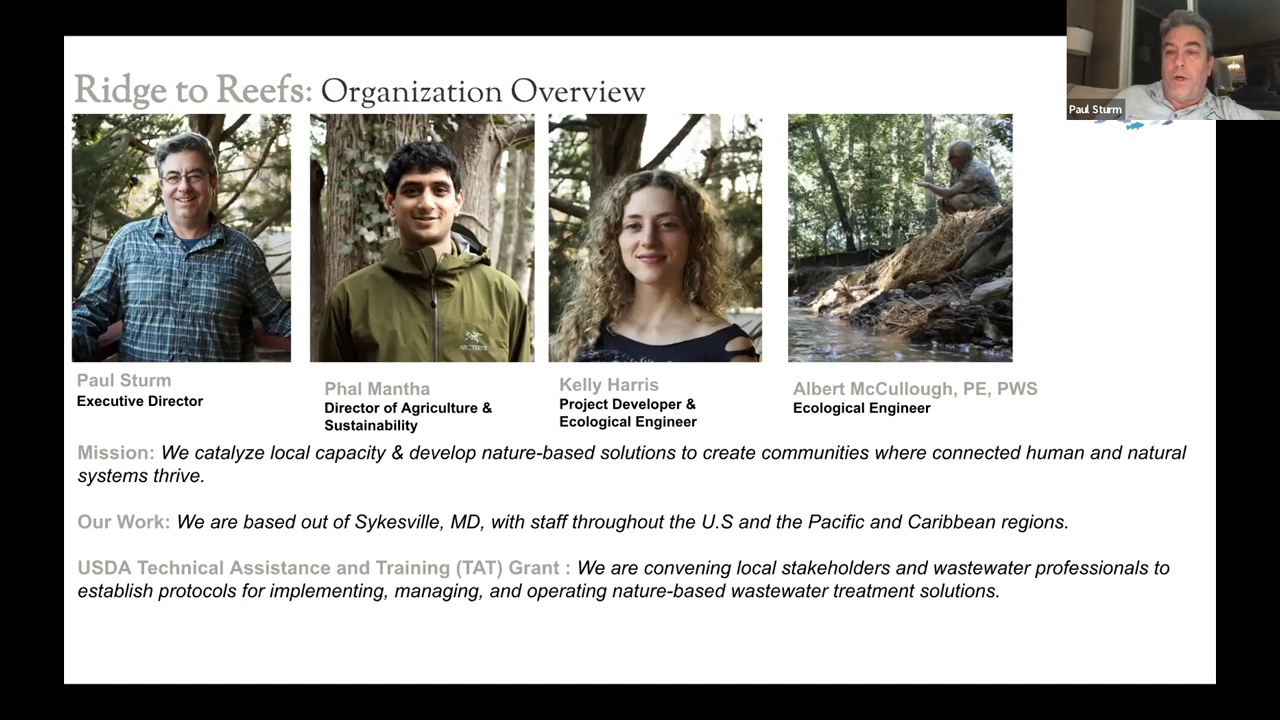 Ridge to Reefs: Organization Overview
Paul Sturm
ARC'TERYX
Paul Sturm
Executive Director
Phal Mantha
Director of Agriculture &
Sustainability
Kelly Harris
Project Developer &
Ecological Engineer
Albert McCullough, PE, PWS
Ecological Engineer
Mission: We catalyze local capacity & develop nature-based solutions to create communities where connected human and natural
systems thrive.
Our Work: We are based out of Sykesville, MD, with staff throughout the U.S and the Pacific and Caribbean regions.
USDA Technical Assistance and Training (TAT) Grant : We are convening local stakeholders and wastewater professionals to
establish protocols for implementing, managing, and operating nature-based wastewater treatment solutions.